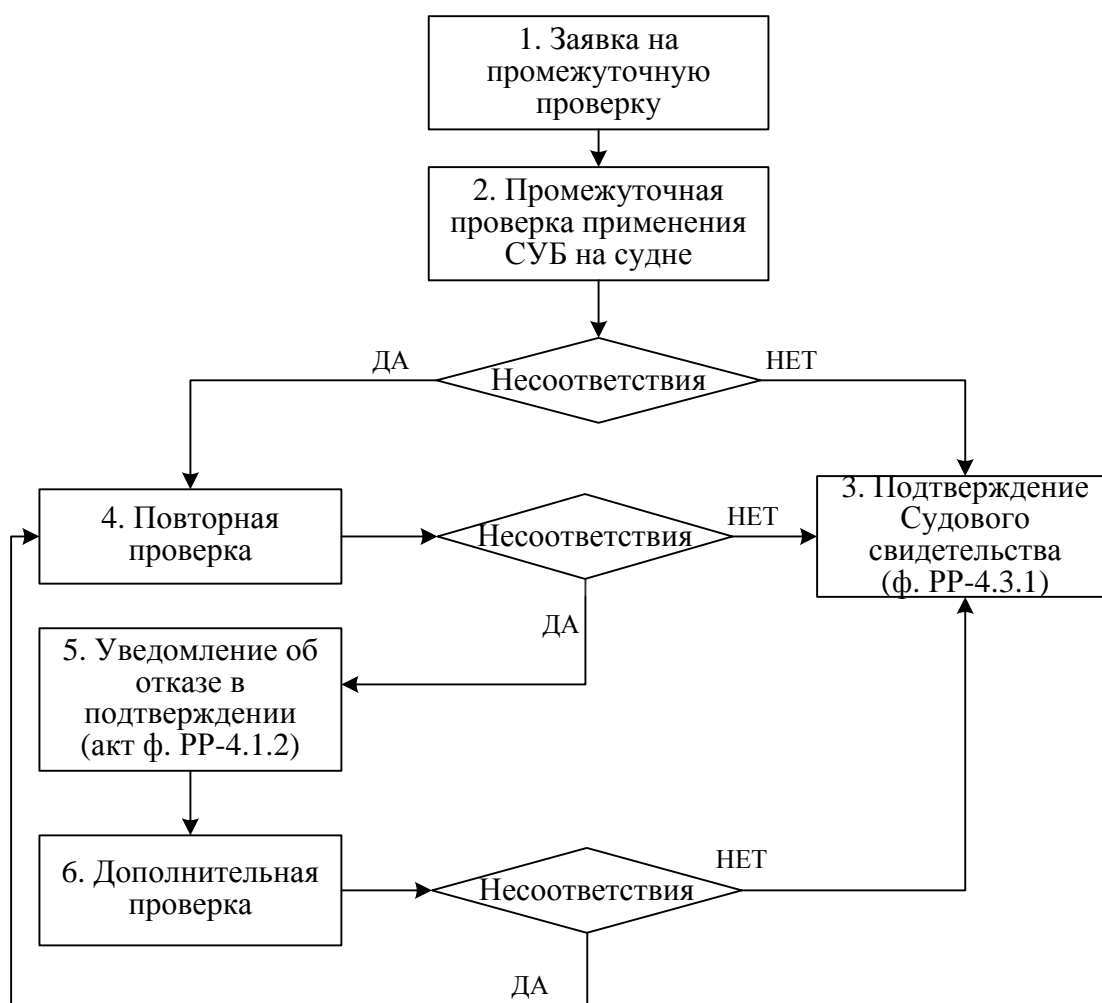 1. Заявка на
промежуточную
проверку
2. Промежуточная
проверка применения
СУБ на судне
ДА
Несоответствия
НЕТ
4. Повторная
проверка
Несоответствия
НЕТ
3. Подтверждение
Судового
свидетельства
(ф. РР-4.3.1)
ДА
5. Уведомление об
отказе в
подтверждении
(акт ф. РР-4.1.2)
6. Дополнительная
проверка
Несоответствия
НЕТ
ДА